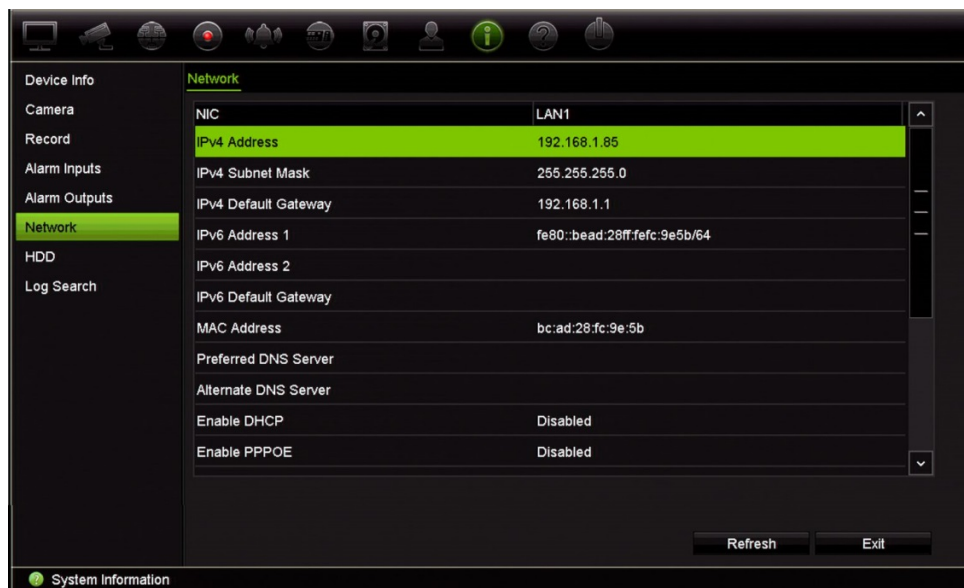 Device Info
Camera
Record
Alarm Inputs
Alarm Outputs
Network
HDD
Log Search
Network
NIC LAN1
IPv4 Address 192.168.1.85
IPv4 Subnet Mask 255.255.255.0
IPv4 Default Gateway 192.168.1.1
IPv6 Address 1 fe80::bead:28ff:fefc:9e5b/64
IPv6 Address 2
IPv6 Default Gateway
MAC Address bc:ad:28:fc:9e:5b
Preferred DNS Server
Alternate DNS Server
Enable DHCP Disabled
Enable PPPOE Disabled
Refresh Exit
? System Information